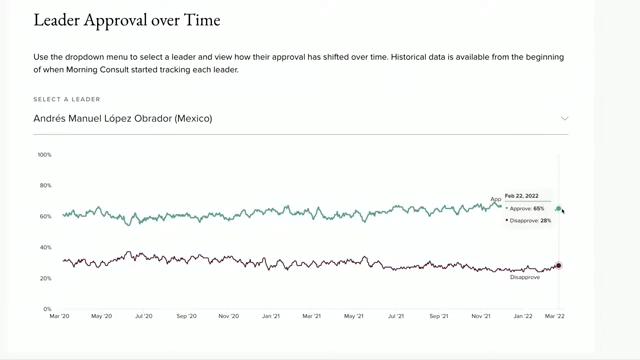 Leader Approval over Time
Use the dropdown menu to select a leader and view how their approval has shifted over time. Historical data is available from the beginning
of when Morning Consult started tracking each leader.
SELECT A LEADER
Andrés Manuel López Obrador (Mexico)
100%
80%
App
Feb 22, 2022
Approve: 65%
60%
Disapprove: 28%
40%
20%
Disapprove
0%
Mar '20 May '20 Jul '20 Sep '20 Nov '20 Jan '21 Mar '21 May '21 Jul '21 Sep '21 Nov '21 Jan '22 Mar '22